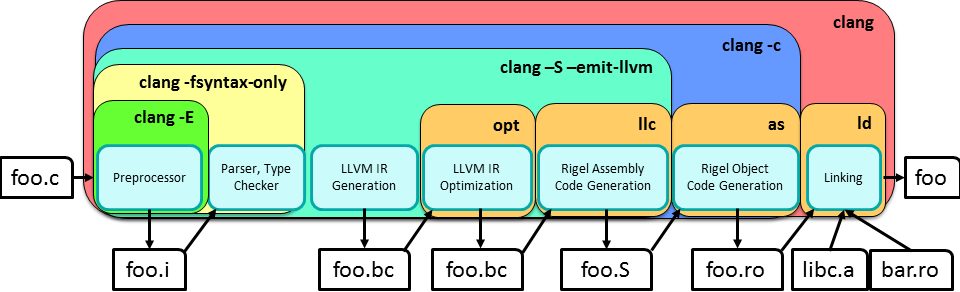 clang
clang -c
clang –S –emit-llvm
clang -fsyntax-only
clang -E
opt
llc
as
ld
foo.c
Preprocessor
Parser, Type
Checker
LLVM IR
Generation
LLVM IR
Optimization
Rigel Assembly
Code Generation
Rigel Object
Code Generation
Linking
foo
foo.i
foo.bc
foo.bc
foo.S
foo.ro
libc.a
bar.ro